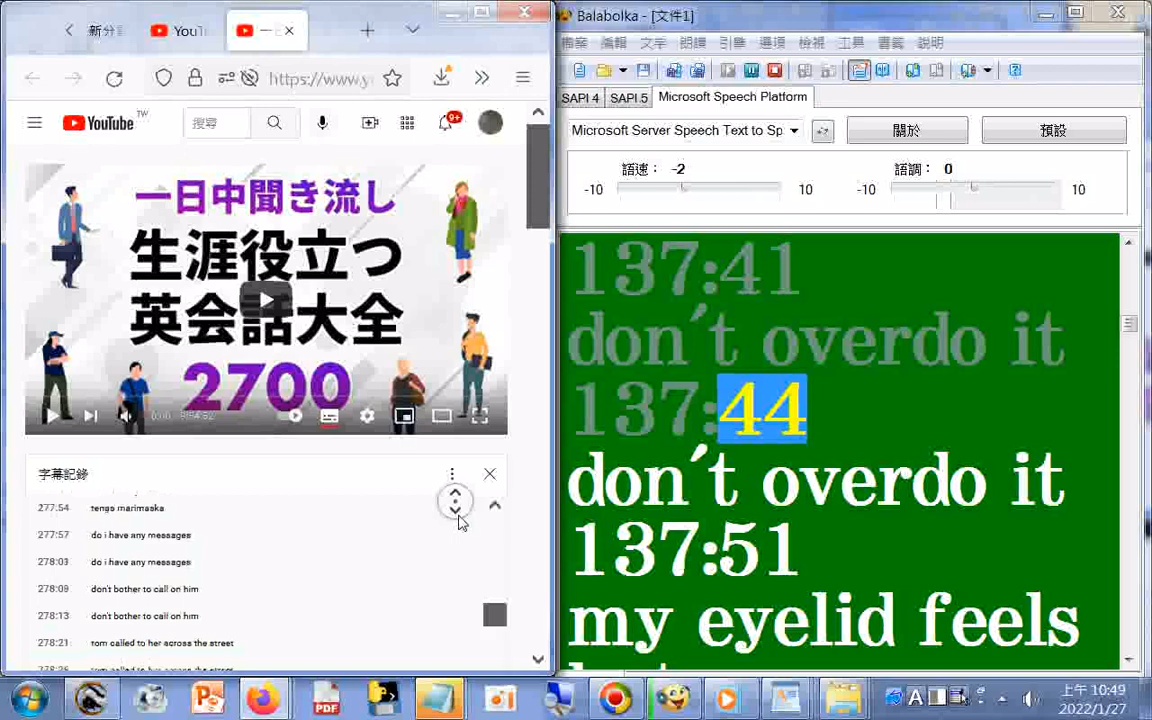 新分
YouT
一日
https://www.y
YouTube TW
搜尋
9+
一日中聞き流し
生涯役立つ
英会話大全
2700
字幕記錄
277:54 tengo marimaska
277:57 do i have any messages
278:03 do i have any messages
278:09 don't bother to call on him
278:13 don't bother to call on him
278:21 tom called to her across the street
Balabolka - [文件1]
檔案 編輯 文字 朗讀 引擎 選項 檢視 工具 書籤 說明
SAPI 4 SAPI 5 Microsoft Speech Platform
Microsoft Server Speech Text to Sp
關於 預設
語速： -2 語調： 0
-10 10 -10 10
137:41
don't overdo it
137:44
don't overdo it
137:51
my eyelid feels
PDF
A
上午 10:49
2022/1/27